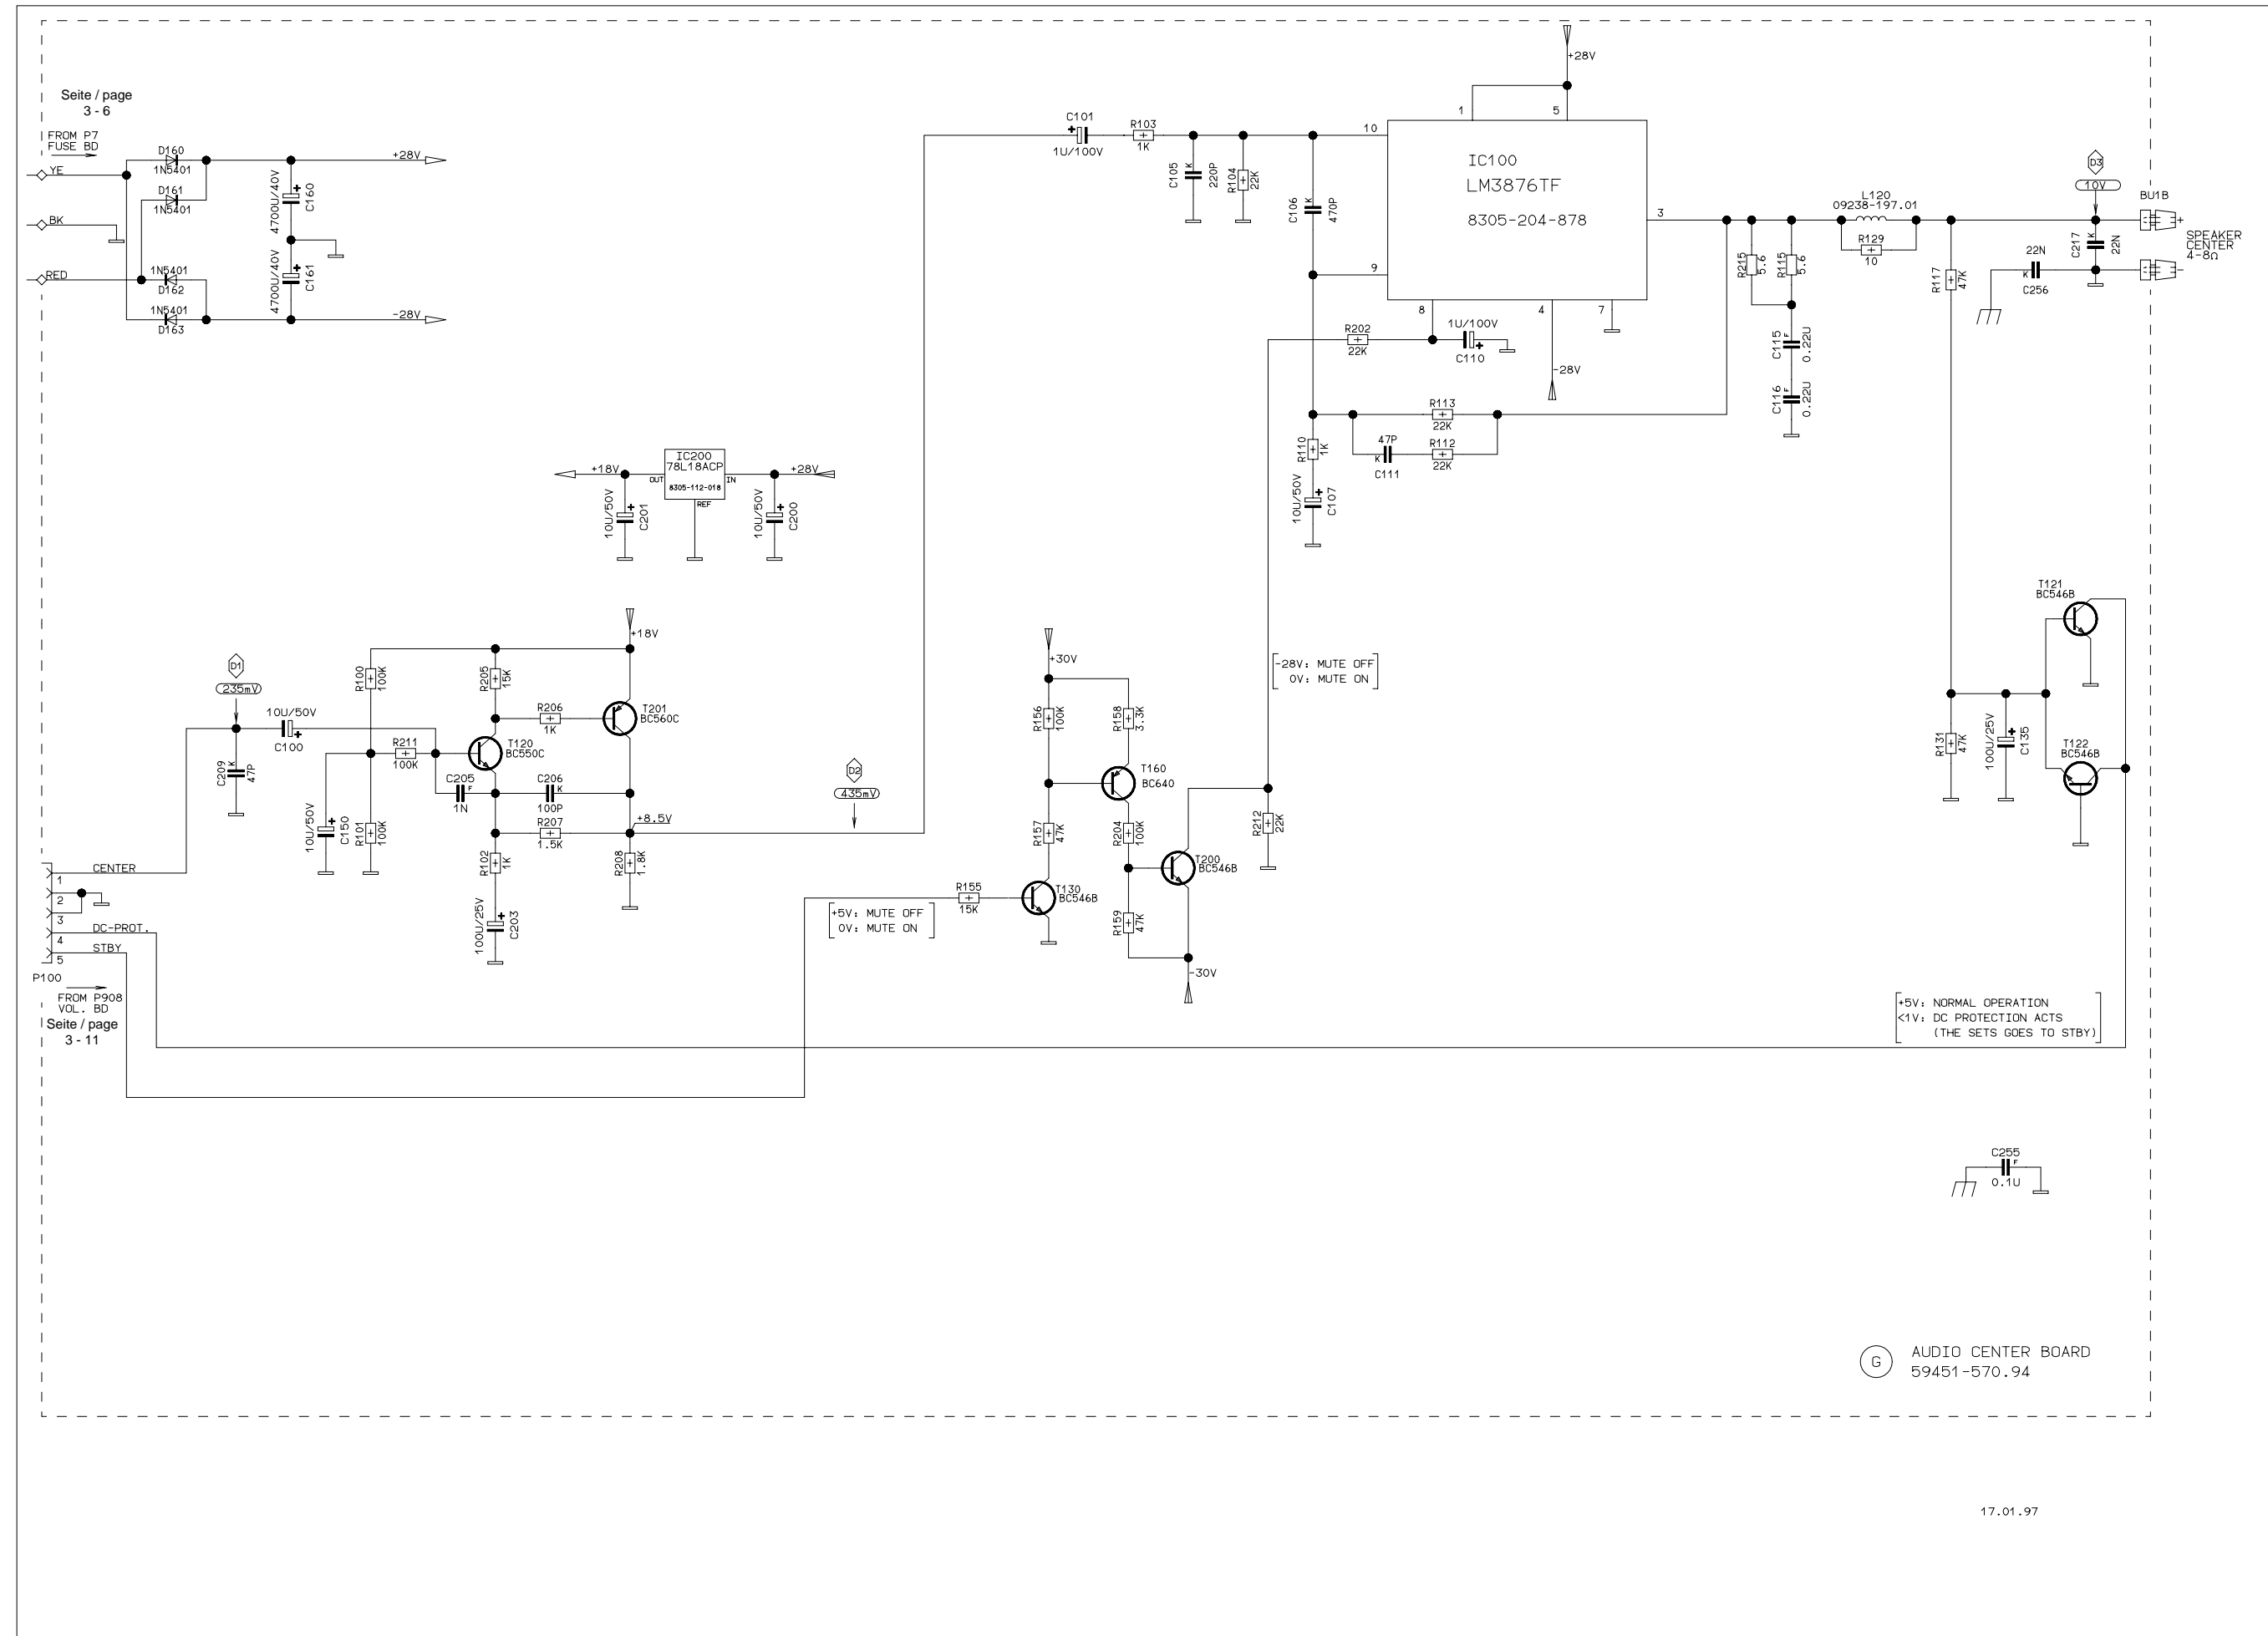 Seite / page
3 - 6
FROM P7
FUSE BD
YE
BK
RED
D160
1N5401
D161
1N5401
1N5401
D162
1N5401
D163
4700U/40V
C160
4700U/40V
C161
+28V
-28V
+28V
C101
1U/100V
R103
1K
C105
K
220P
R104
22K
C106
K
470P
1
5
10
9
8
4
7
3
IC100
LM3876TF
8305-204-878
R202
22K
1U/100V
C110
-28V
R113
22K
47P
K
C111
R112
22K
R110
1K
10U/50V
C107
R215
5.6
R115
5.6
C115
F
0.22U
C116
F
0.22U
L120
09238-197.01
R129
10
R117
47K
D3
10V
BU1B
C217
K
22N
22N
K
C256
+
-
SPEAKER
CENTER
4-8Ω
+18V
IC200
78L18ACP
8305-112-018
OUT
IN
REF
+28V
10U/50V
C201
10U/50V
C200
D1
235mV
10U/50V
C100
C209
K
47P
R100
100K
R211
100K
10U/50V
C150
R101
100K
R205
15K
+18V
R206
1K
T201
BC560C
T120
BC550C
C205
F
1N
C206
K
100P
R207
1.5K
+8.5V
R102
1K
R208
1.8K
100U/25V
C203
D2
435mV
+30V
R156
100K
R158
3.3K
T160
BC640
R157
47K
R204
100K
T200
BC546B
R212
22K
R155
15K
T130
BC546B
R159
47K
-30V
-28V: MUTE OFF
0V: MUTE ON
+5V: MUTE OFF
0V: MUTE ON
T121
BC546B
R131
47K
100U/25V
C135
T122
BC546B
CENTER
1
2
3
DC-PROT.
4
STBY
5
P100
FROM P908
VOL. BD
Seite / page
3 - 11
+5V: NORMAL OPERATION
<1V: DC PROTECTION ACTS
(THE SETS GOES TO STBY)
C255
F
0.1U
G
AUDIO CENTER BOARD
59451-570.94
17.01.97